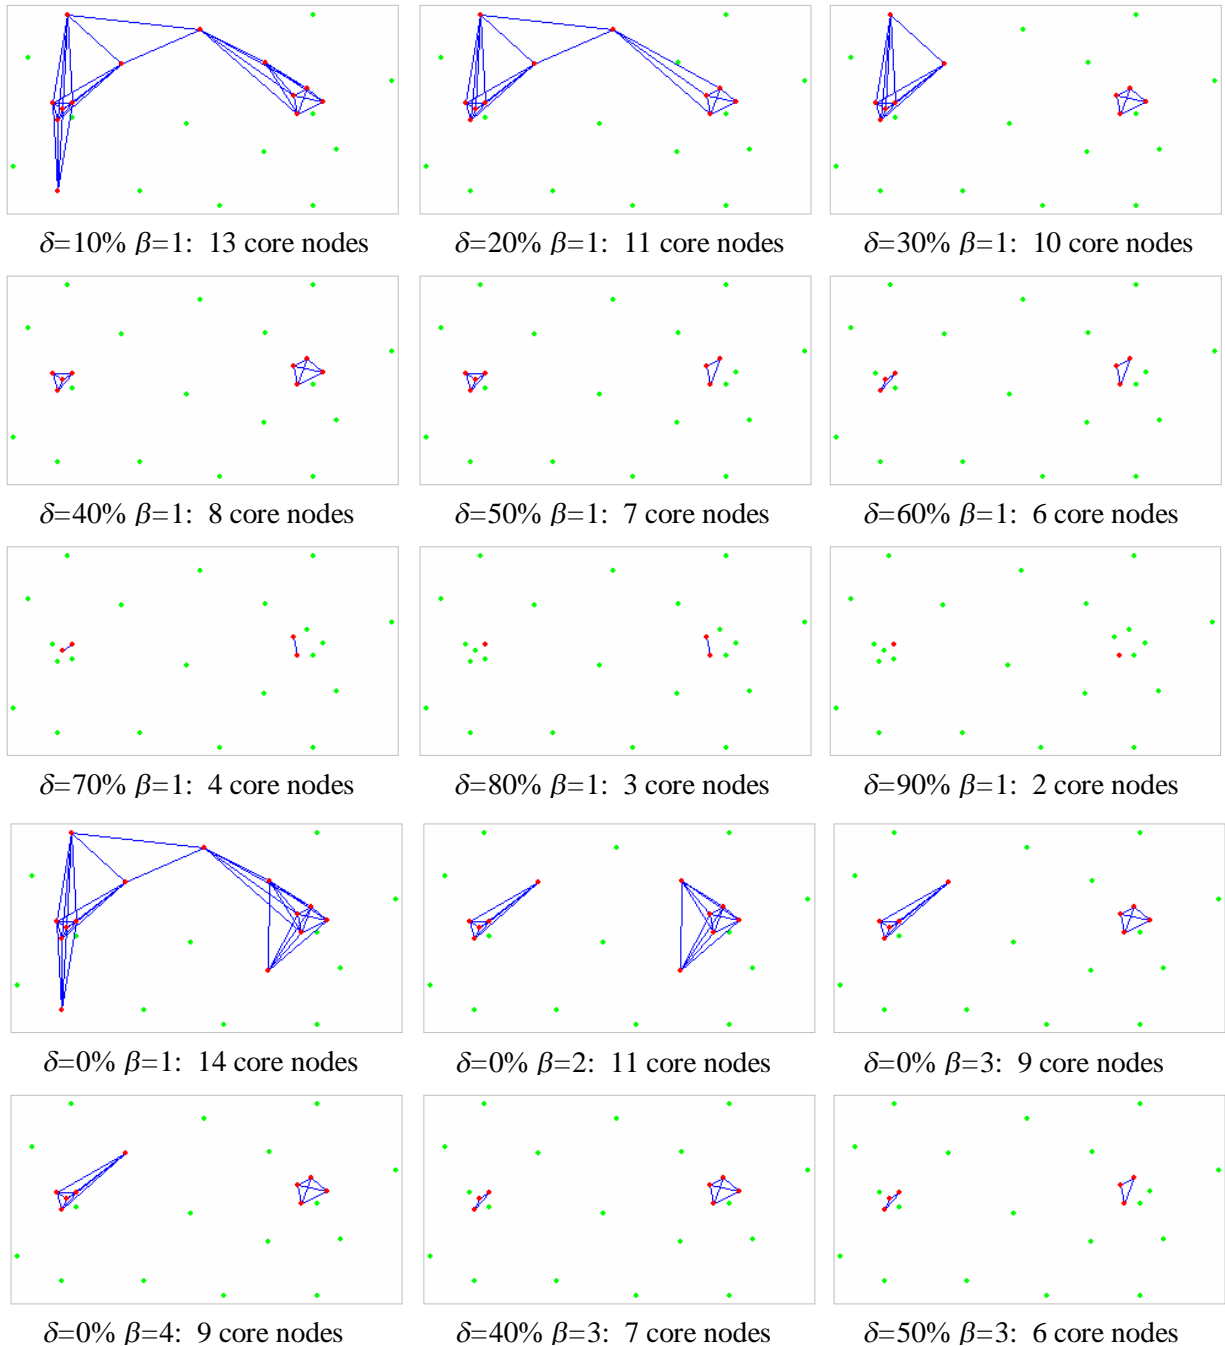 δ=10% β=1: 13 core nodes
δ=20% β=1: 11 core nodes
δ=30% β=1: 10 core nodes
δ=40% β=1: 8 core nodes
δ=50% β=1: 7 core nodes
δ=60% β=1: 6 core nodes
δ=70% β=1: 4 core nodes
δ=80% β=1: 3 core nodes
δ=90% β=1: 2 core nodes
δ=0% β=1: 14 core nodes
δ=0% β=2: 11 core nodes
δ=0% β=3: 9 core nodes
δ=0% β=4: 9 core nodes
δ=40% β=3: 7 core nodes
δ=50% β=3: 6 core nodes